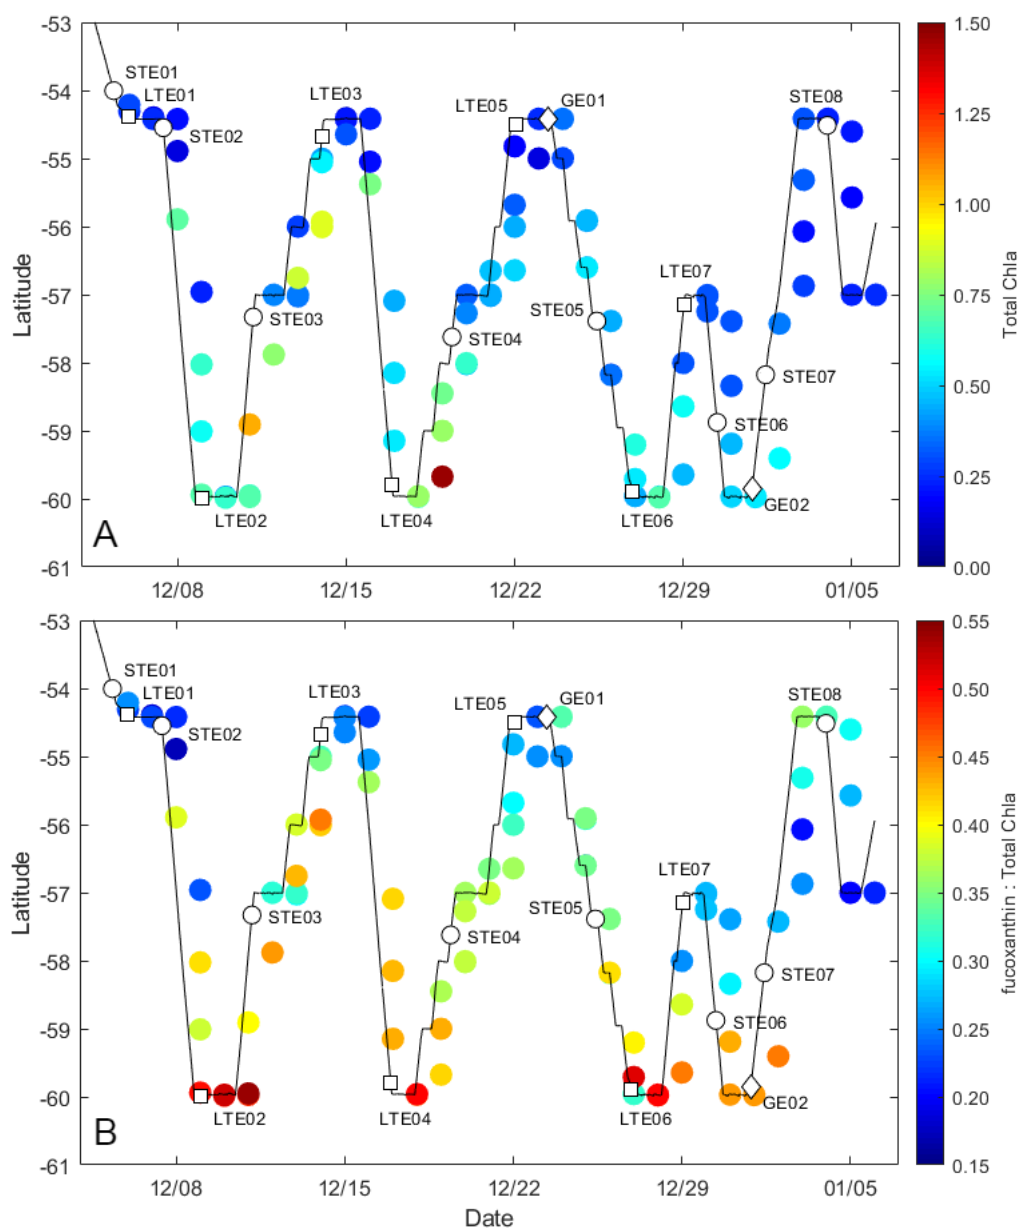 -53
-54
-55
-56
-57
-58
-59
-60
-61
Latitude
STE01
LTE01
STE02
LTE02
STE03
LTE03
LTE04
STE04
LTE05
GE01
STE05
LTE06
LTE07
STE06
GE02
STE07
STE08
A
12/08
12/15
12/22
12/29
01/05
1.50
1.25
1.00
0.75
0.50
0.25
0.00
Total Chla
-53
-54
-55
-56
-57
-58
-59
-60
-61
Latitude
STE01
LTE01
STE02
LTE02
STE03
LTE03
LTE04
STE04
LTE05
GE01
STE05
LTE06
LTE07
STE06
GE02
STE07
STE08
B
12/08
12/15
12/22
12/29
01/05
Date
0.55
0.50
0.45
0.40
0.35
0.30
0.25
0.20
0.15
fucoxanthin : Total Chla